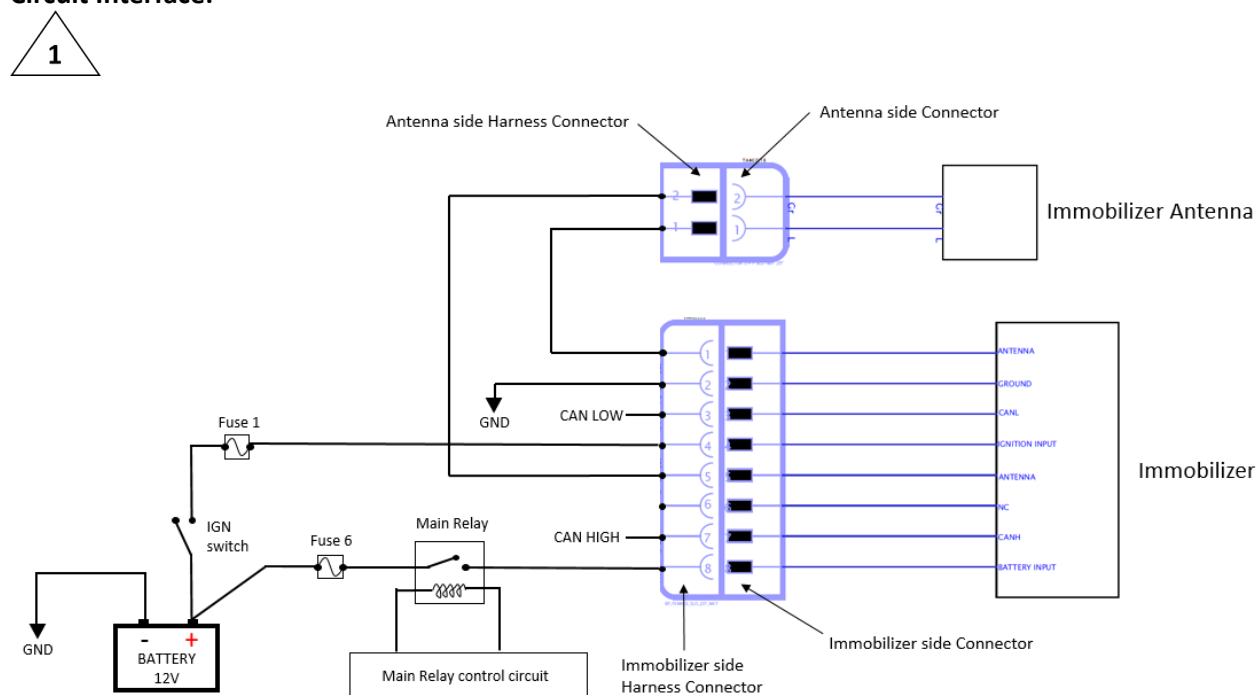 Circuit Interface:
1
Antenna side Harness Connector
Antenna side Connector
2
2
1
1
Gr
L
Gr
L
Immobilizer Antenna
1
ANTENNA
2
GROUND
GND
CAN LOW
3
CANL
Fuse 1
4
IGNITION INPUT
5
ANTENNA
Immobilizer
6
NC
IGN
switch
Main Relay
Fuse 6
CAN HIGH
7
CANH
8
BATTERY INPUT
GND
- +
BATTERY
12V
Main Relay control circuit
Immobilizer side
Harness Connector
Immobilizer side Connector